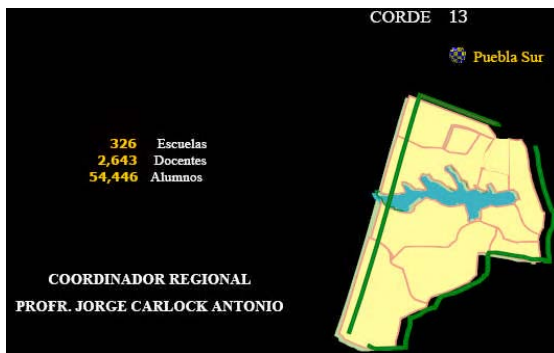 CORDE 13
Puebla Sur
326 Escuelas
2,643 Docentes
54,446 Alumnos
COORDINADOR REGIONAL
PROFR. JORGE CARLOCK ANTONIO